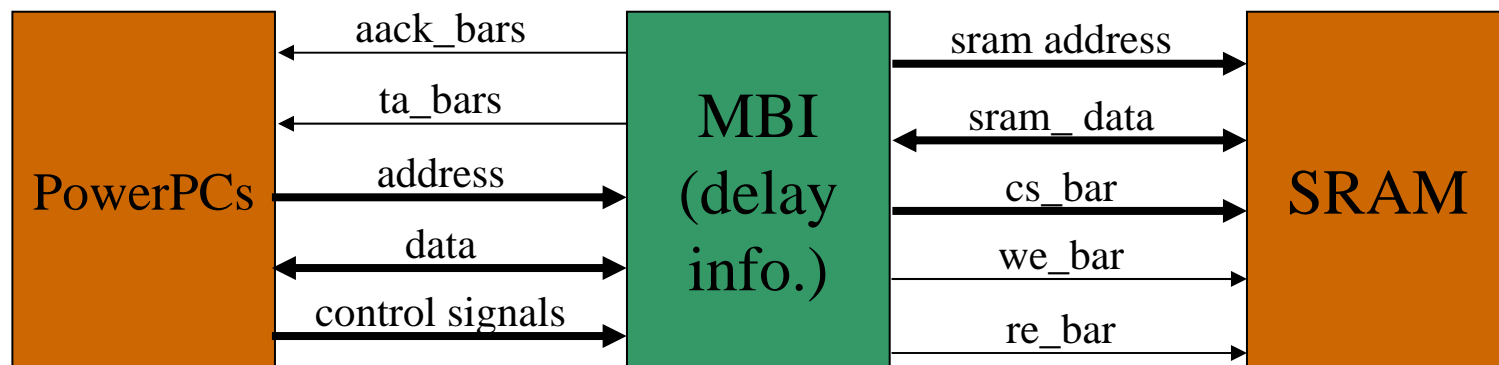 aack_bars
ta_bars
address
data
control signals
PowerPCs
MBI
(delay
info.)
sram address
sram_ data
cs_bar
we_bar
re_bar
SRAM